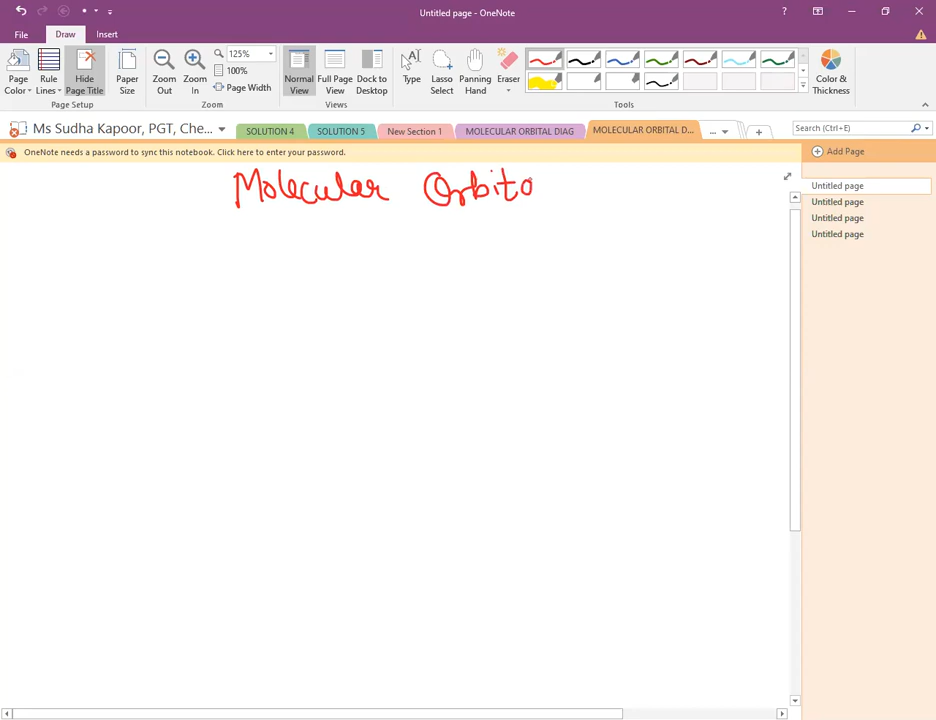 Untitled page - OneNote
?
File
Draw
Insert
Page Color
Rule Lines
Hide Page Title
Paper Size
Zoom Out
Zoom In
125%
100%
Page Width
Normal View
Full Page View
Dock to Desktop
Type
Lasso Select
Panning Hand
Eraser
Color & Thickness
Page Setup
Zoom
Views
Tools
Ms Sudha Kapoor, PGT, Che...
SOLUTION 4
SOLUTION 5
New Section 1
MOLECULAR ORBITAL DIAG
MOLECULAR ORBITAL D...
...
Search (Ctrl+E)
OneNote needs a password to sync this notebook. Click here to enter your password.
Add Page
Molecular Orbito
Untitled page
Untitled page
Untitled page
Untitled page